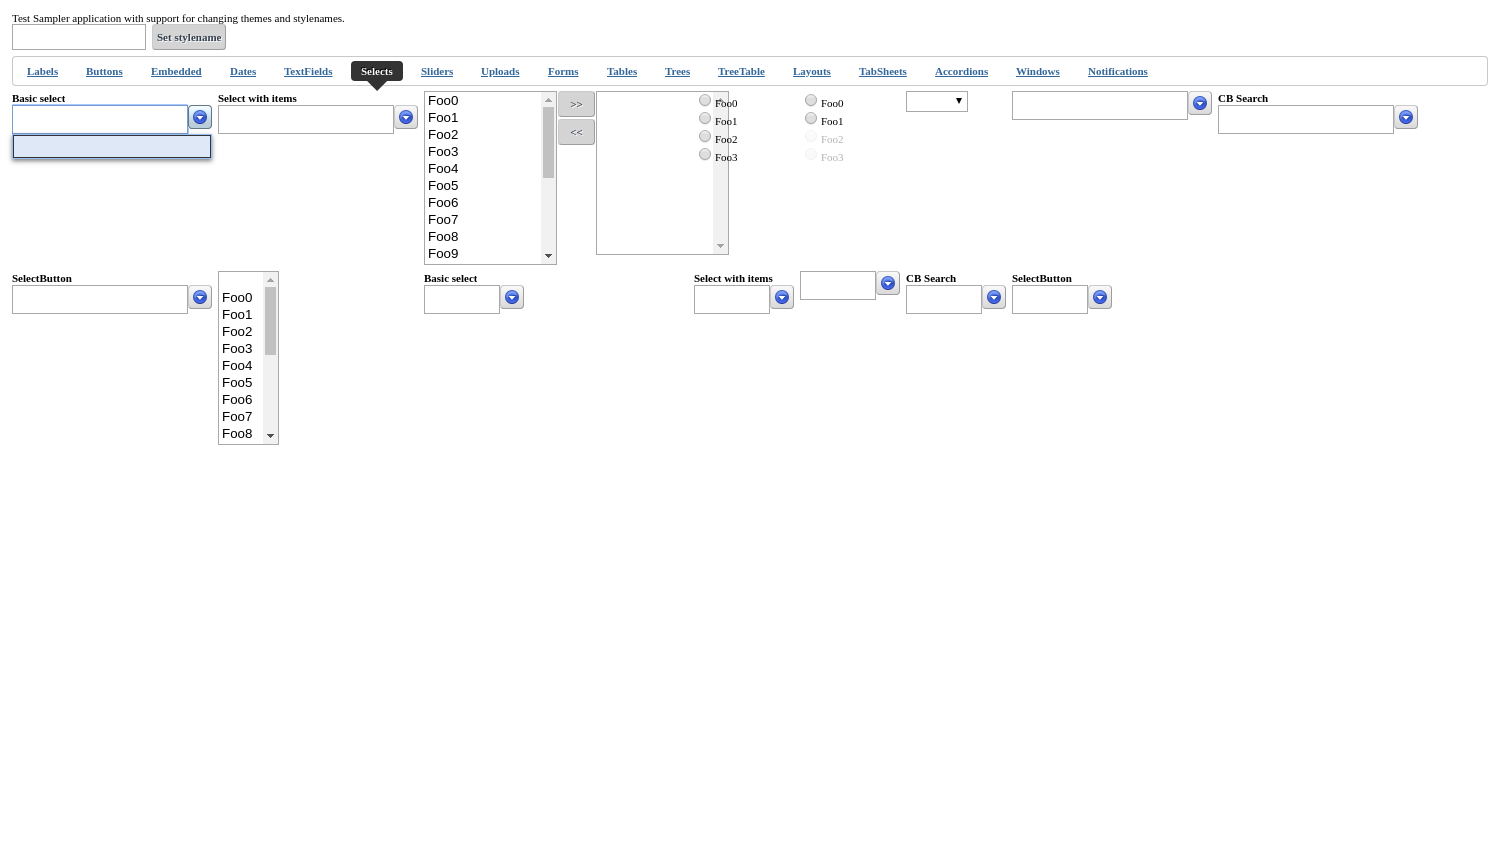 Test Sampler application with support for changing themes and stylenames.
Set stylename
Labels Buttons Embedded Dates TextFields Selects Sliders Uploads Forms Tables Trees TreeTable Layouts TabSheets Accordions Windows Notifications
Basic select
Select with items
Foo0
Foo1
Foo2
Foo3
Foo4
Foo5
Foo6
Foo7
Foo8
Foo9
>>
<<
Foo0
Foo1
Foo2
Foo3
Foo0
Foo1
Foo2
Foo3
CB Search
SelectButton
Foo0
Foo1
Foo2
Foo3
Foo4
Foo5
Foo6
Foo7
Foo8
Basic select
Select with items
CB Search
SelectButton